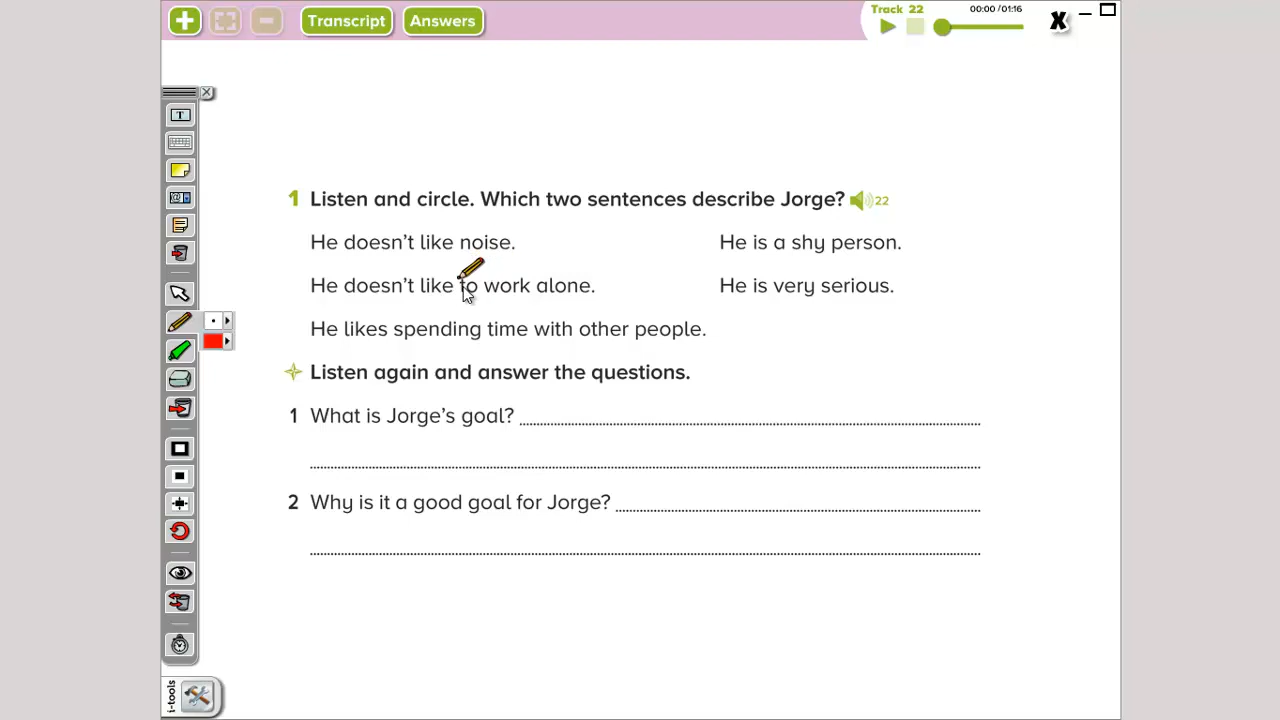 Transcript Answers
Track 22 00:00 / 01:16
X
T
1 Listen and circle. Which two sentences describe Jorge? 22
He doesn't like noise. He is a shy person.
He doesn't like to work alone. He is very serious.
He likes spending time with other people.
Listen again and answer the questions.
1 What is Jorge's goal?
2 Why is it a good goal for Jorge?
i-tools